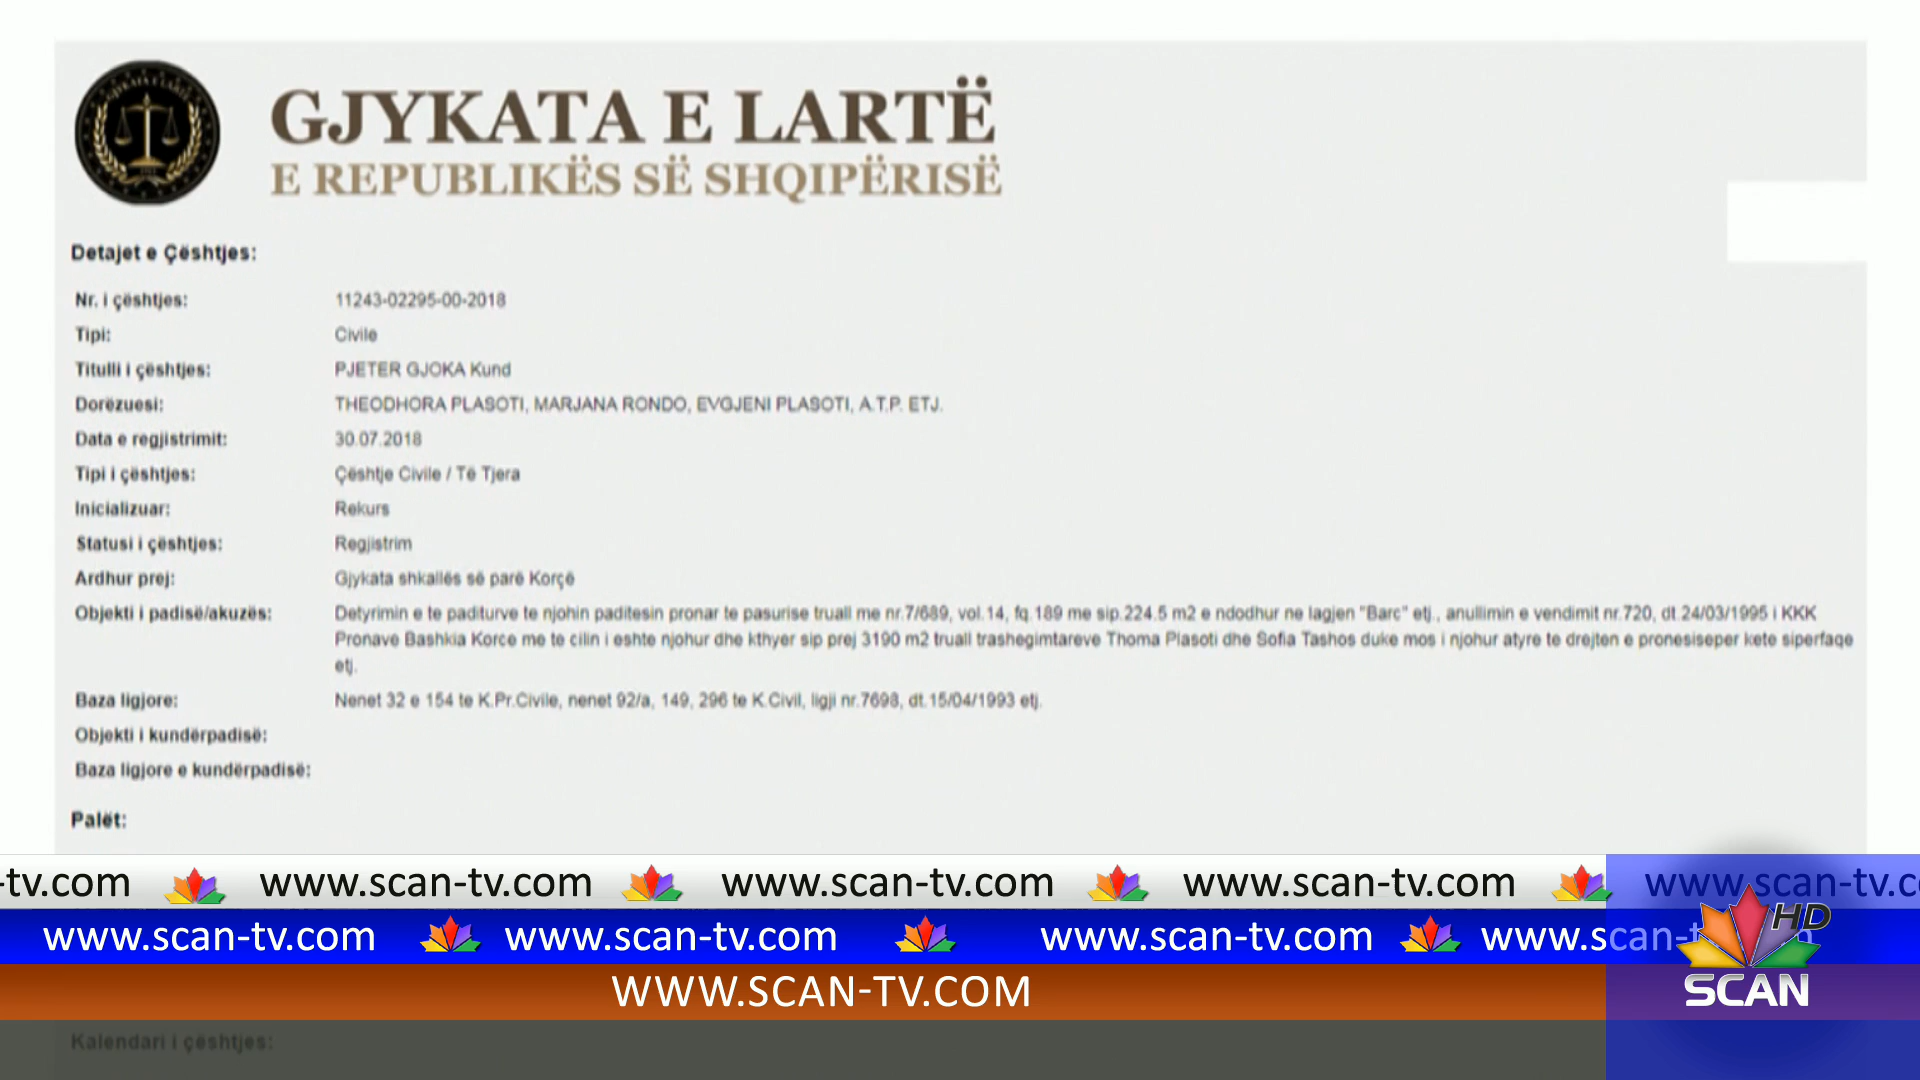 GJYKATA E LARTË
E REPUBLIKËS SË SHQIPËRISË
Detajet e Çështjes:
Nr. i çështjes: 11243-02295-00-2018
Tipi: Civile
Titulli i çështjes: PJETER GJOKA Kund
Dorëzuesi: THEODHORA PLASOTI, MARJANA RONDO, EVGJENI PLASOTI, A.T.P. ETJ.
Data e regjistrimit: 30.07.2018
Tipi i çështjes: Çështje Civile / Të Tjera
Inicializuar: Rekurs
Statusi i çështjes: Regjistrim
Ardhur prej: Gjykata shkallës së parë Korçë
Objekti i padisë/akuzës: Detyrimin e te paditurve te njohin paditesin pronar te pasurise truall me nr.7/689, vol.14, fq.189 me sip.224.5 m2 e ndodhur ne lagjen "Barc" etj., anullimin e vendimit nr.720, dt.24/03/1995 i KKK
Pronave Bashkia Korce me te cilin i eshte njohur dhe kthyer sip prej 3190 m2 truall trashegimtareve Thoma Plasoti dhe Sofia Tashos duke mos i njohur atyre te drejten e pronesiseper kete siperfaqe
etj.
Baza ligjore: Nenet 32 e 154 te K.Pr.Civile, nenet 92/a, 149, 296 te K.Civil, ligji nr.7698, dt.15/04/1993 etj.
Objekti i kundërpadisë:
Baza ligjore e kundërpadisë:
Palët:
-tv.com www.scan-tv.com www.scan-tv.com www.scan-tv.com www.scan-tv.c
www.scan-tv.com www.scan-tv.com www.scan-tv.com www.scan-t
HD
WWW.SCAN-TV.COM
SCAN
Kalendari i çështjes: